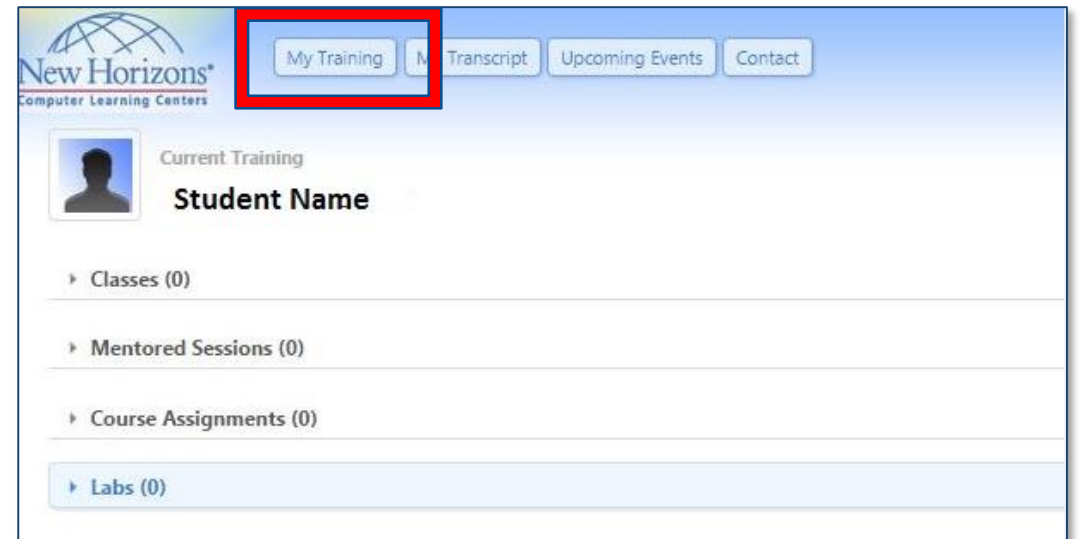 New Horizons®
Computer Learning Centers
My Training
M Transcript
Upcoming Events
Contact
Current Training
Student Name
Classes (0)
Mentored Sessions (0)
Course Assignments (0)
Labs (0)